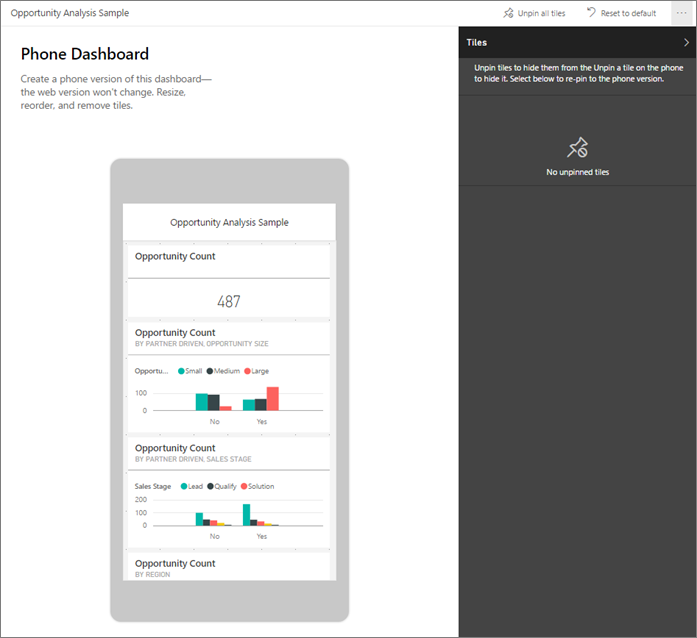 Opportunity Analysis Sample
Unpin all tiles
Reset to default
...
Phone Dashboard
Create a phone version of this dashboard—
the web version won't change. Resize,
reorder, and remove tiles.
Tiles
Unpin tiles to hide them from the Unpin a tile on the phone
to hide it. Select below to re-pin to the phone version.
No unpinned tiles
Opportunity Analysis Sample
Opportunity Count
487
Opportunity Count
BY PARTNER DRIVEN, OPPORTUNITY SIZE
Opportu... Small Medium Large
100
0
No Yes
Opportunity Count
BY PARTNER DRIVEN, SALES STAGE
Sales Stage Lead Qualify Solution
200
100
0
No Yes
Opportunity Count
BY REGION